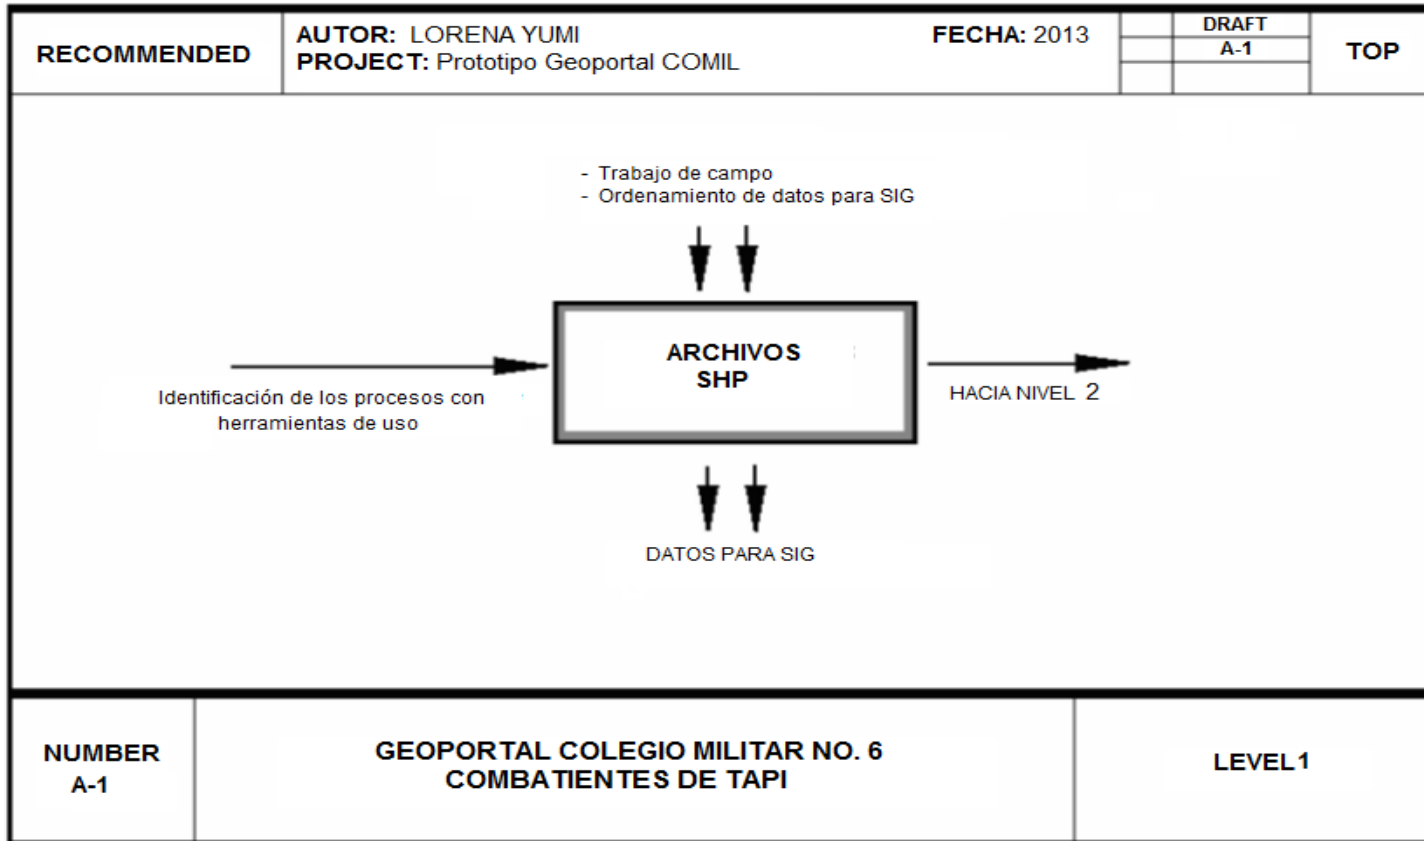 RECOMMENDED
AUTOR: LORENA YUMI
FECHA: 2013
PROJECT: Prototipo Geoportal COMIL
DRAFT
A-1
TOP
- Trabajo de campo
- Ordenamiento de datos para SIG
ARCHIVOS
SHP
Identificación de los procesos con
herramientas de uso
HACIA NIVEL 2
DATOS PARA SIG
NUMBER
A-1
GEOPORTAL COLEGIO MILITAR NO. 6
COMBATIENTES DE TAPI
LEVEL1